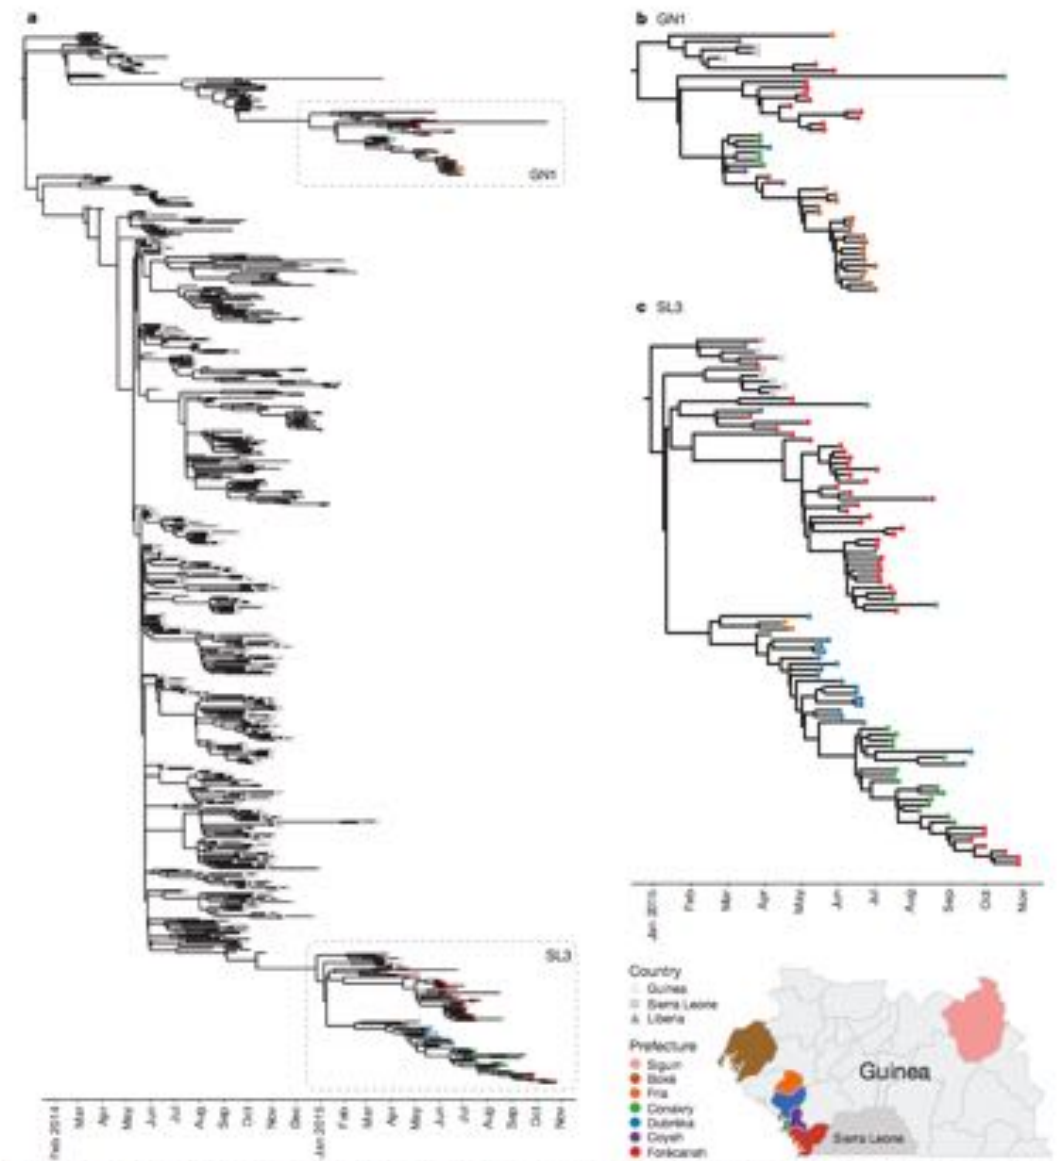 a
GN1
SL3
Feb 2014
Mar
Apr
May
Jun
Jul
Aug
Sep
Oct
Nov
Dec
Jan 2015
Feb
Mar
Apr
May
Jun
Jul
Aug
Sep
Oct
Nov
b GN1
c SL3
Jan 2015
Feb
Mar
Apr
May
Jun
Jul
Aug
Sep
Oct
Nov
Country
Guinea
Sierra Leone
Liberia
Prefecture
Siguiri
Boké
Fria
Conakry
Dubréka
Coyah
Forécariah
Guinea
Sierra Leone